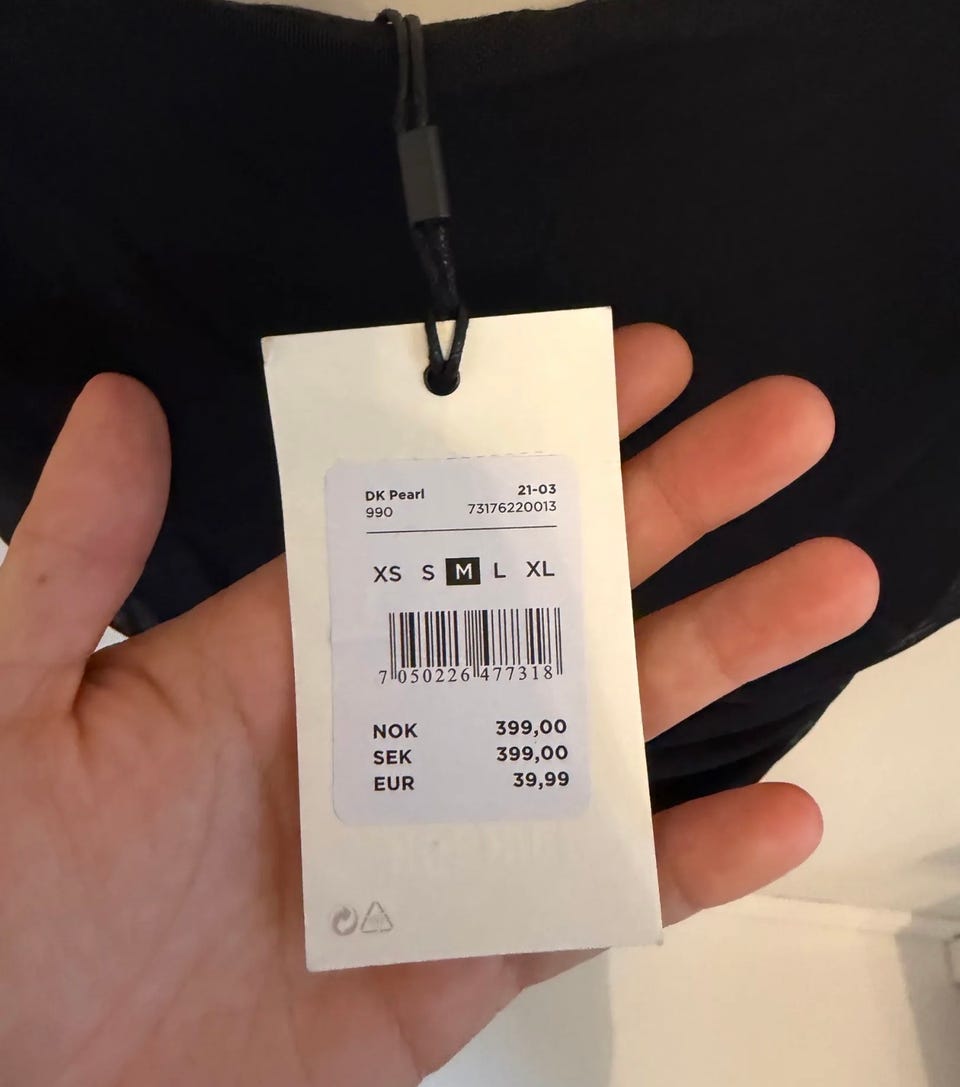 DK Pearl 21-03
990 73176220013
XS S M L XL
7 050226 477318
NOK 399,00
SEK 399,00
EUR 39,99